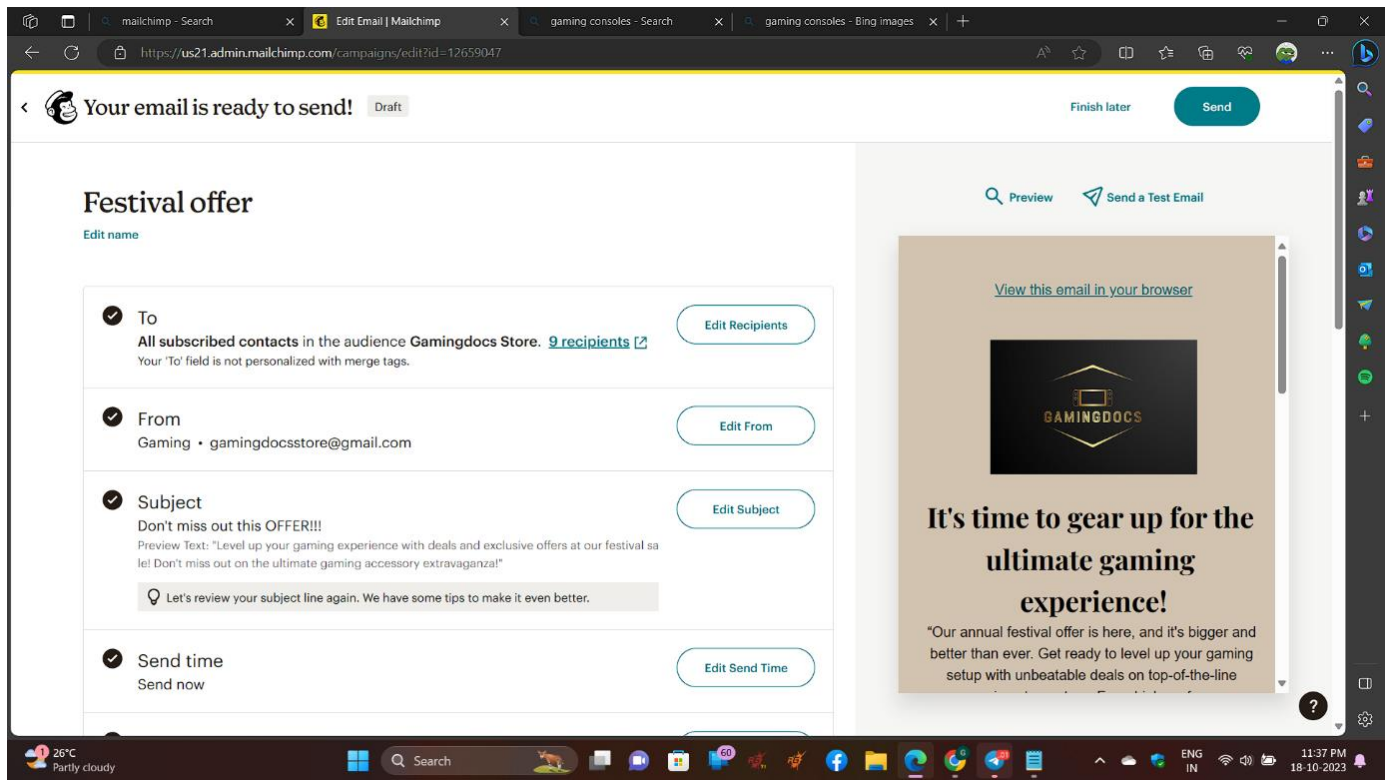 mailchimp - Search
Edit Email | Mailchimp
gaming consoles - Search
gaming consoles - Bing images
https://us21.admin.mailchimp.com/campaigns/edit?id=12659047
Your email is ready to send!
Draft
Finish later
Send
Festival offer
Edit name
Preview
Send a Test Email
To
All subscribed contacts in the audience Gamingdocs Store. 9 recipients
Your 'To' field is not personalized with merge tags.
Edit Recipients
From
Gaming • gamingdocsstore@gmail.com
Edit From
Subject
Don't miss out this OFFER!!!
Preview Text: "Level up your gaming experience with deals and exclusive offers at our festival sa
le! Don't miss out on the ultimate gaming accessory extravaganza!"
Let's review your subject line again. We have some tips to make it even better.
Edit Subject
Send time
Send now
Edit Send Time
View this email in your browser
GAMINGDOCS
It's time to gear up for the
ultimate gaming
experience!
"Our annual festival offer is here, and it's bigger and
better than ever. Get ready to level up your gaming
setup with unbeatable deals on top-of-the-line
?
1
26°C
Partly cloudy
Search
60
ENG
IN
11:37 PM
18-10-2023